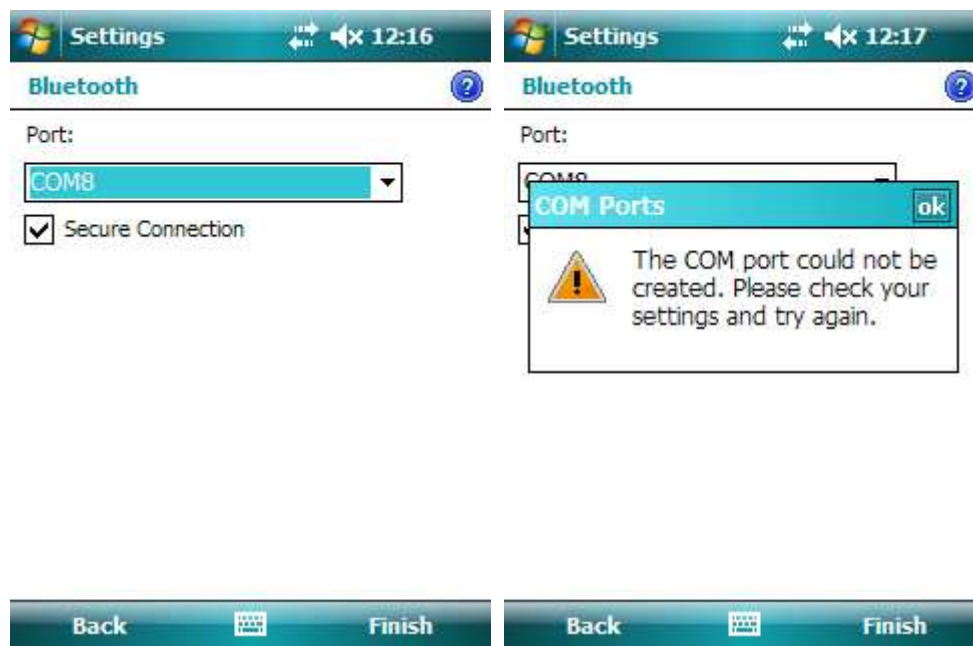 Settings 12:16
Bluetooth ?
Port:
COM8
Secure Connection
Back Finish
Settings 12:17
Bluetooth ?
Port:
COM8
COM Ports ok
The COM port could not be
created. Please check your
settings and try again.
Back Finish